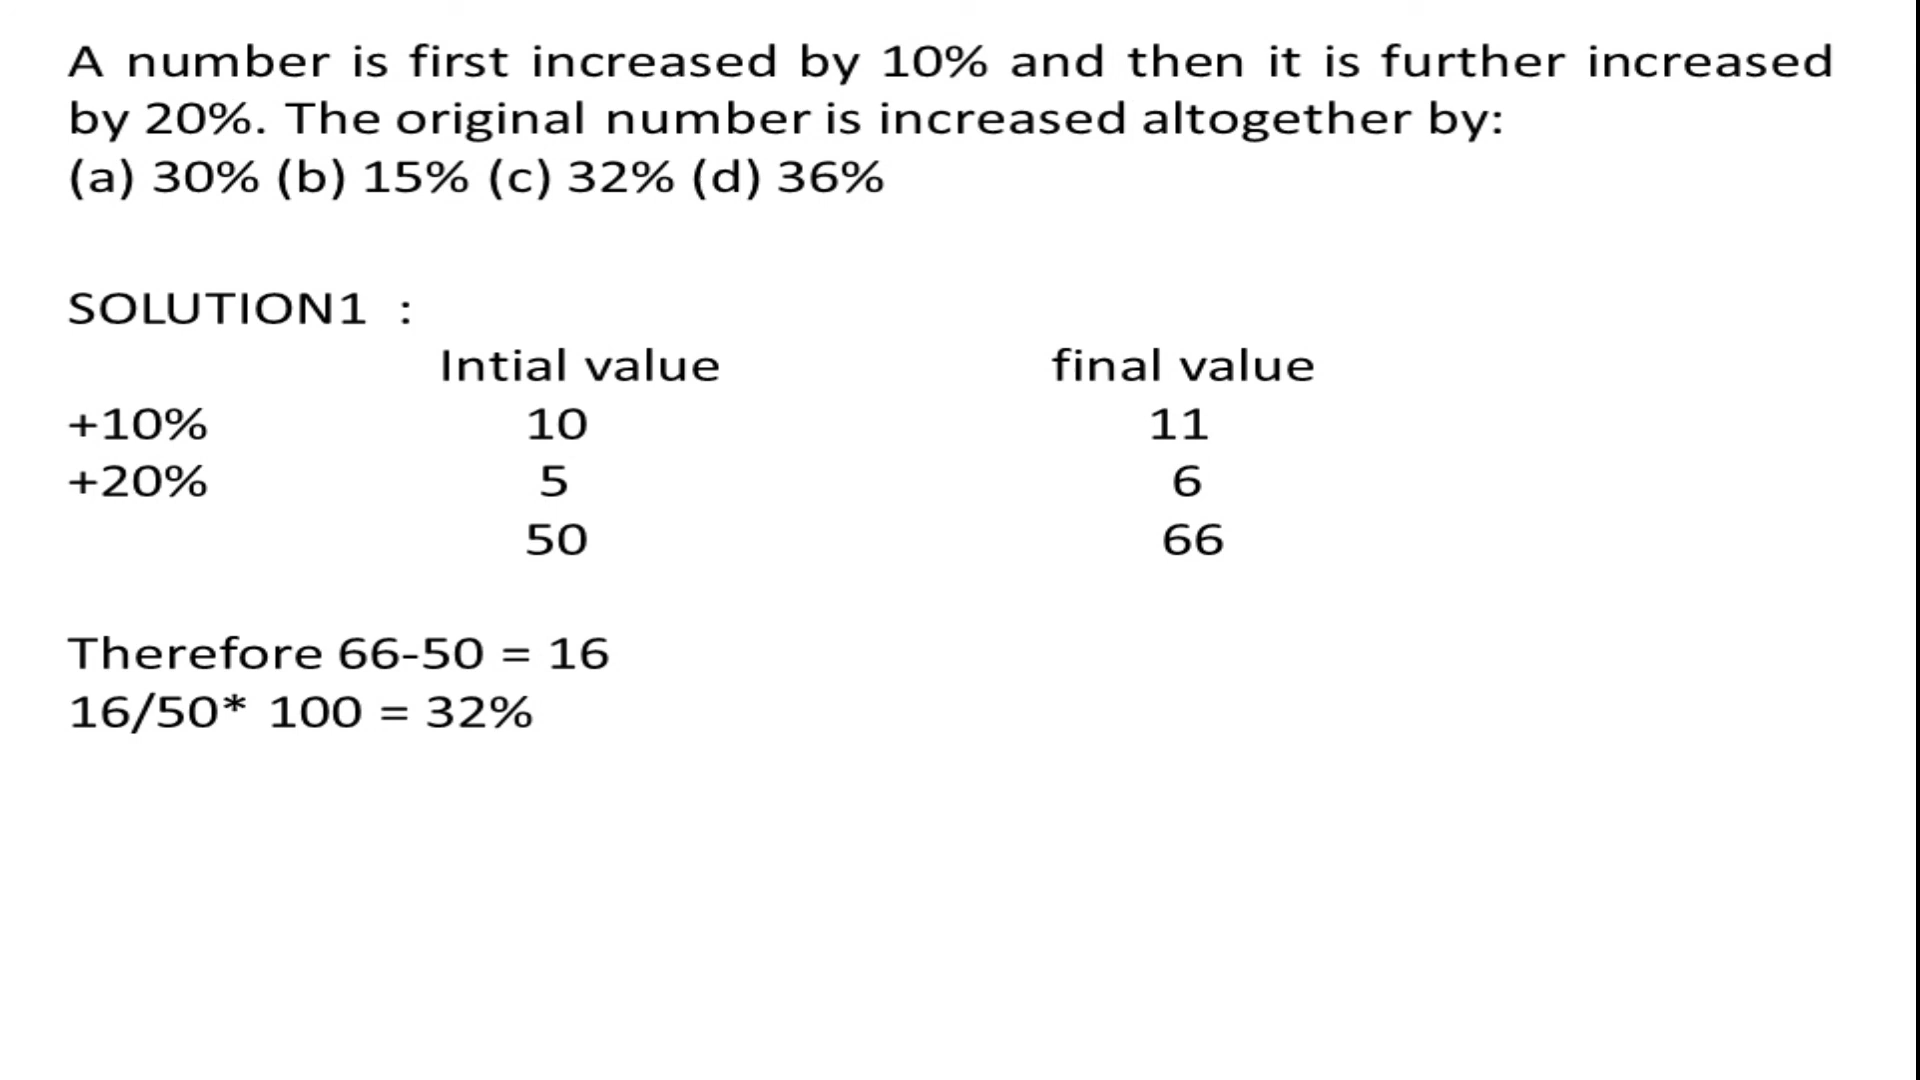 A number is first increased by 10% and then it is further increased
by 20%. The original number is increased altogether by:
(a) 30% (b) 15% (c) 32% (d) 36%
SOLUTION1 :
Intial value final value
+10% 10 11
+20% 5 6
50 66
Therefore 66-50 = 16
16/50* 100 = 32%